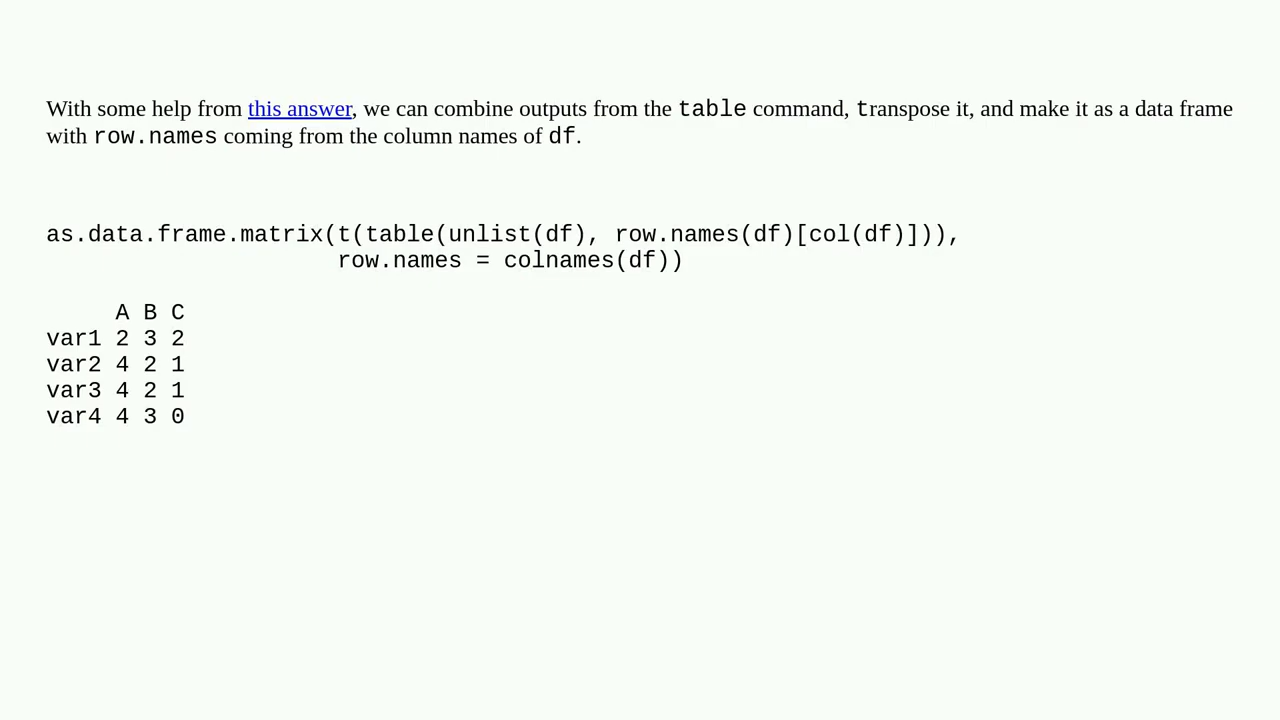 With some help from this answer, we can combine outputs from the table command, transpose it, and make it as a data frame
with row.names coming from the column names of df.
as.data.frame.matrix(t(table(unlist(df), row.names(df)[col(df)])),
                     row.names = colnames(df))
     A B C
var1 2 3 2
var2 4 2 1
var3 4 2 1
var4 4 3 0